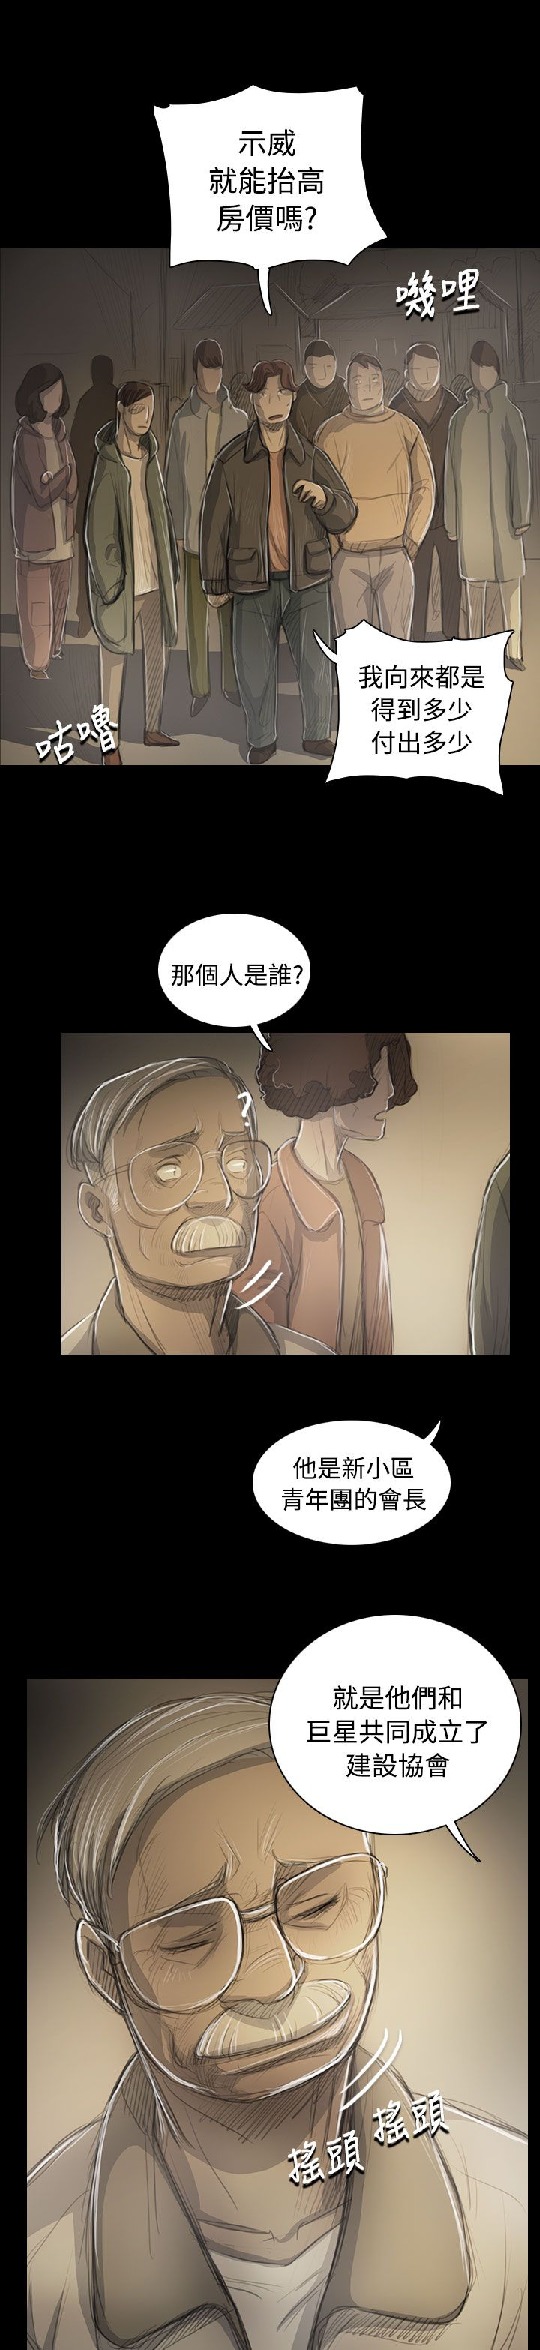 示威
就能抬高
房價嗎?
嘰哩
我向來都是
得到多少
付出多少
咕嚕
那個人是誰?
?
他是新小區
青年團的會長
就是他們和
巨星共同成立了
建設協會
搖頭 搖頭